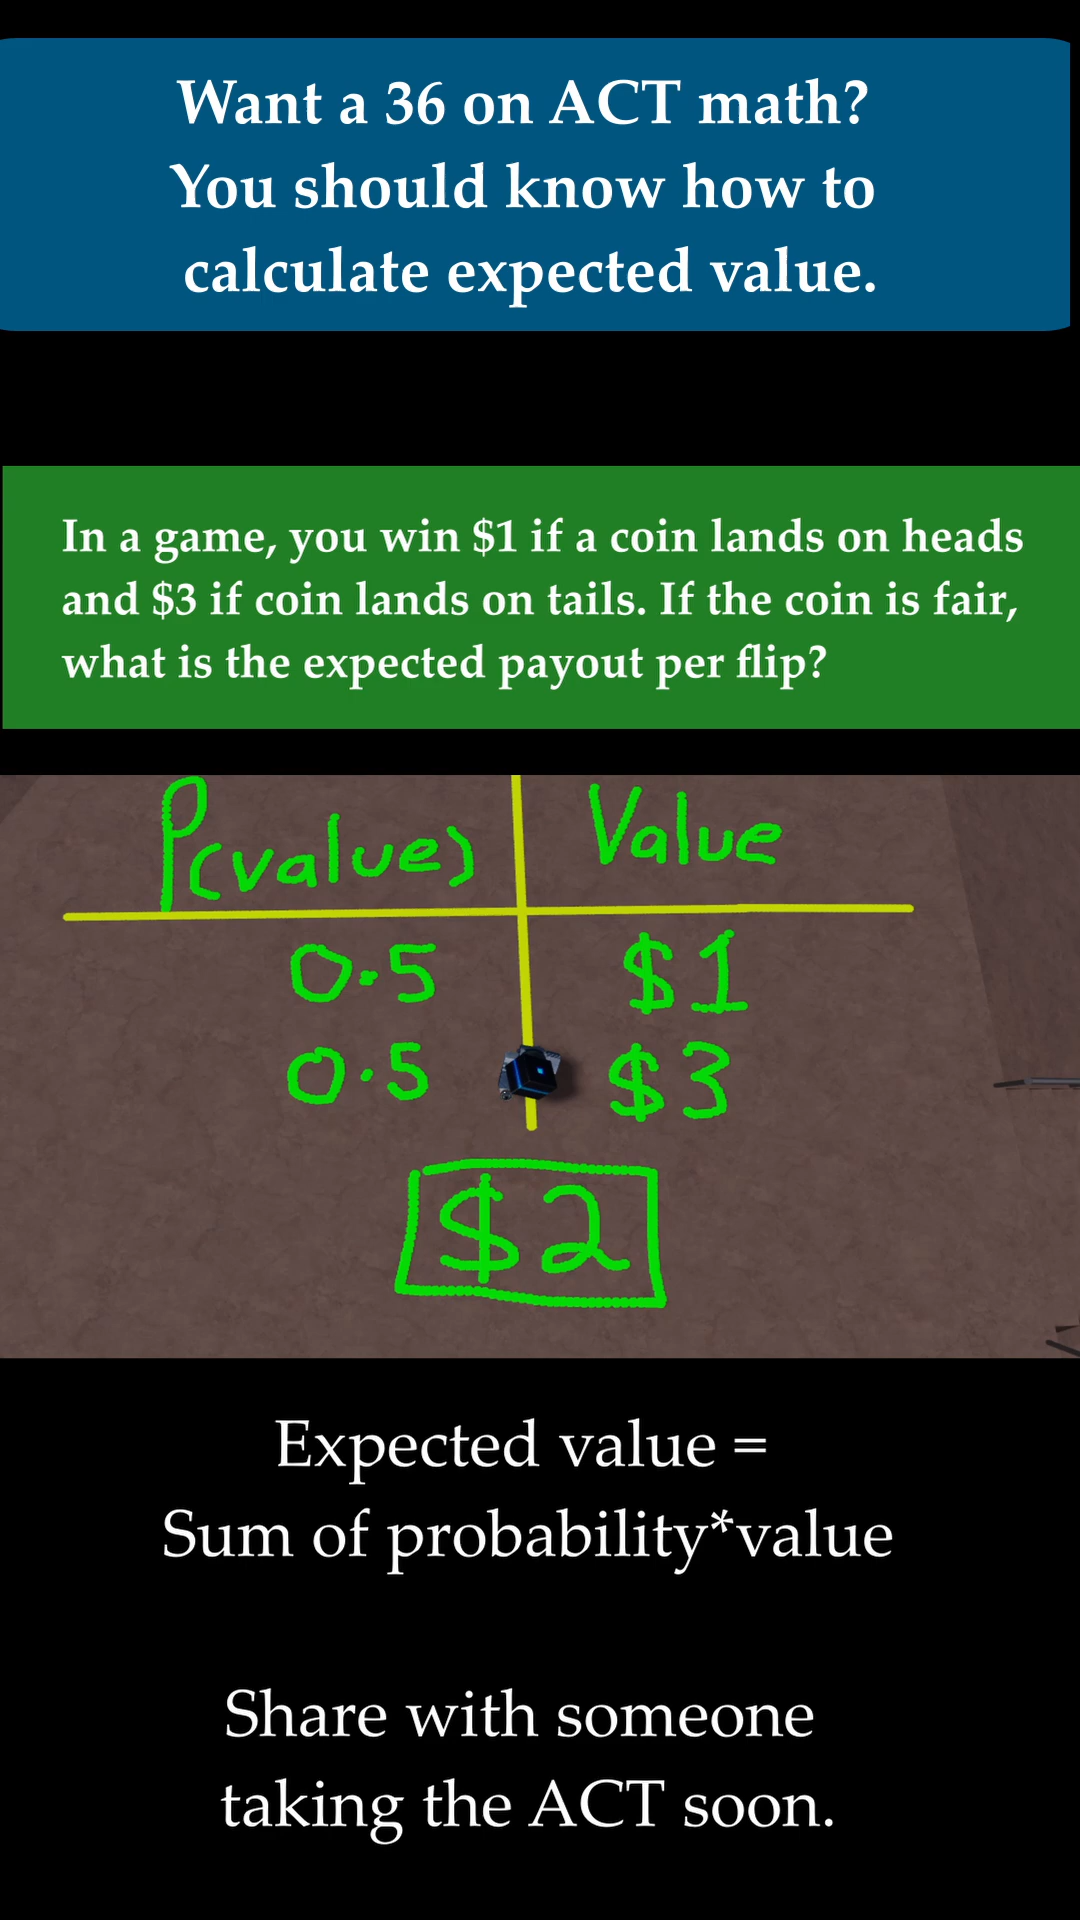 Want a 36 on ACT math?
You should know how to
calculate expected value.
In a game, you win $1 if a coin lands on heads
and $3 if coin lands on tails. If the coin is fair,
what is the expected payout per flip?
P(value) Value
0.5 $1
0.5 $3
$2
Expected value =
Sum of probability*value
Share with someone
taking the ACT soon.